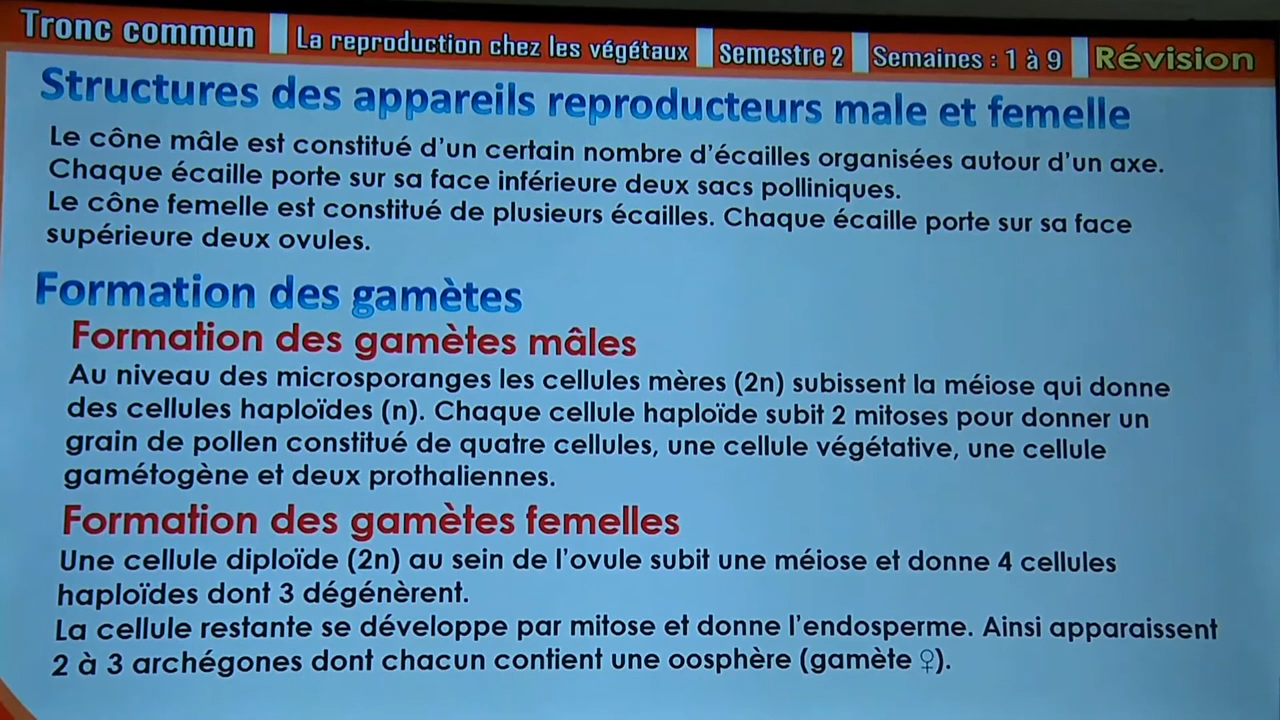 Tronc commun La reproduction chez les végétaux Semestre 2 Semaines : 1 à 9 Révision
Structures des appareils reproducteurs male et femelle
Le cône mâle est constitué d'un certain nombre d'écailles organisées autour d'un axe.
Chaque écaille porte sur sa face inférieure deux sacs polliniques.
Le cône femelle est constitué de plusieurs écailles. Chaque écaille porte sur sa face
supérieure deux ovules.
Formation des gamètes
Formation des gamètes mâles
Au niveau des microsporanges les cellules mères (2n) subissent la méiose qui donne
des cellules haploïdes (n). Chaque cellule haploïde subit 2 mitoses pour donner un
grain de pollen constitué de quatre cellules, une cellule végétative, une cellule
gamétogène et deux prothaliennes.
Formation des gamètes femelles
Une cellule diploïde (2n) au sein de l'ovule subit une méiose et donne 4 cellules
haploïdes dont 3 dégénèrent.
La cellule restante se développe par mitose et donne l'endosperme. Ainsi apparaissent
2 à 3 archégones dont chacun contient une oosphère (gamète ♀).